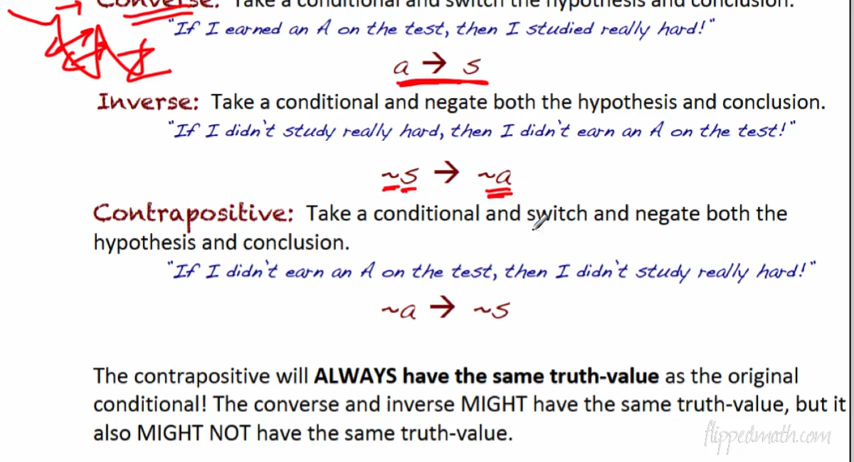 Converse: Take a conditional and switch the hypothesis and conclusion.
"If I earned an A on the test, then I studied really hard!"
a → s
Inverse: Take a conditional and negate both the hypothesis and conclusion.
"If I didn't study really hard, then I didn't earn an A on the test!"
~s → ~a
Contrapositive: Take a conditional and switch and negate both the
hypothesis and conclusion.
"If I didn't earn an A on the test, then I didn't study really hard!"
~a → ~s
The contrapositive will ALWAYS have the same truth-value as the original
conditional! The converse and inverse MIGHT have the same truth-value, but it
also MIGHT NOT have the same truth-value.
flippedmath.com